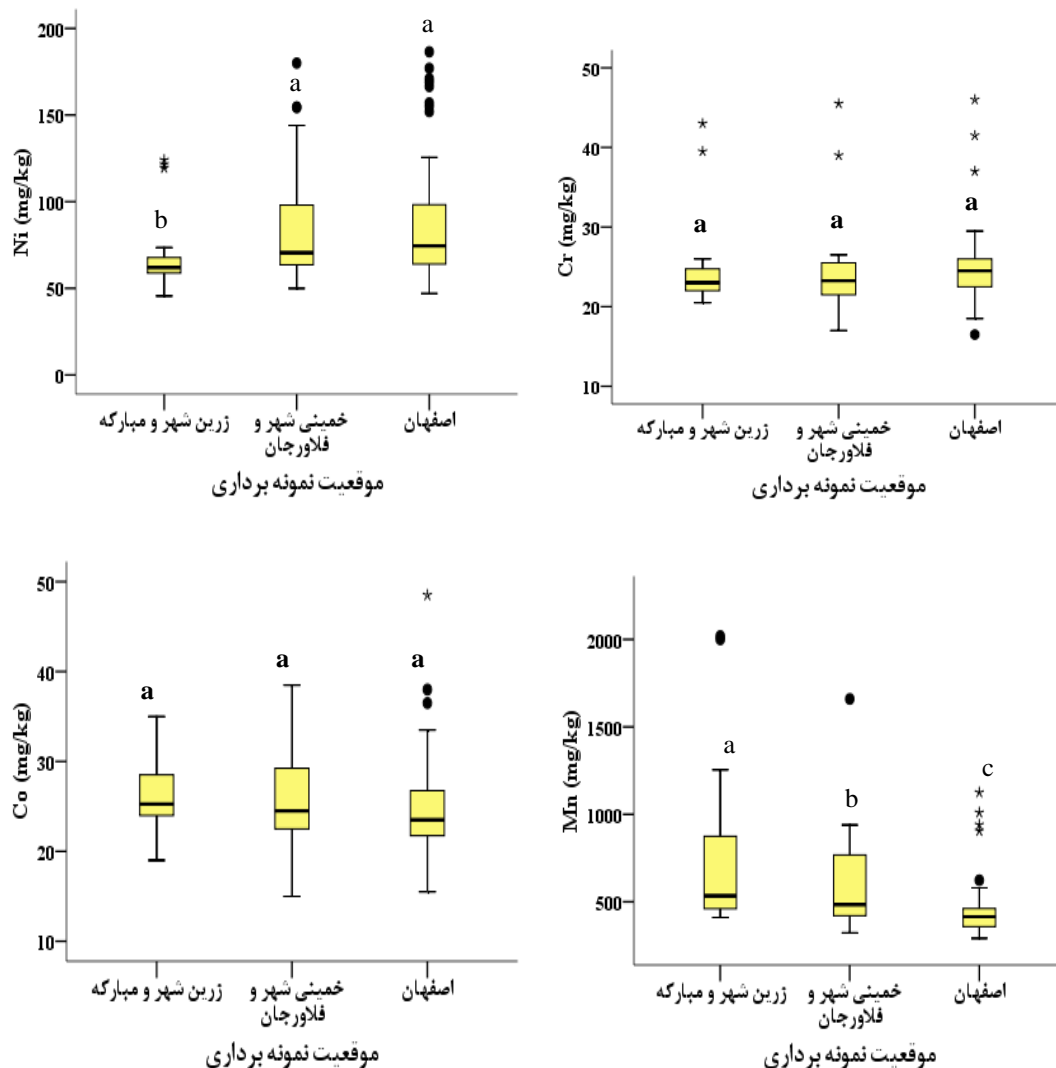 200
150
100
50
0
Ni (mg/kg)
b
a
a
زرین شهر و مبارکه
خمینی شهر و
فلاورجان
اصفهان
موقعیت نمونه برداری
50
40
30
20
10
Cr (mg/kg)
a
a
a
زرین شهر و مبارکه
خمینی شهر و
فلاورجان
اصفهان
موقعیت نمونه برداری
50
40
30
20
10
Co (mg/kg)
a
a
a
زرین شهر و مبارکه
خمینی شهر و
فلاورجان
اصفهان
موقعیت نمونه برداری
2000
1500
1000
500
Mn (mg/kg)
a
b
c
زرین شهر و مبارکه
خمینی شهر و
فلاورجان
اصفهان
موقعیت نمونه برداری